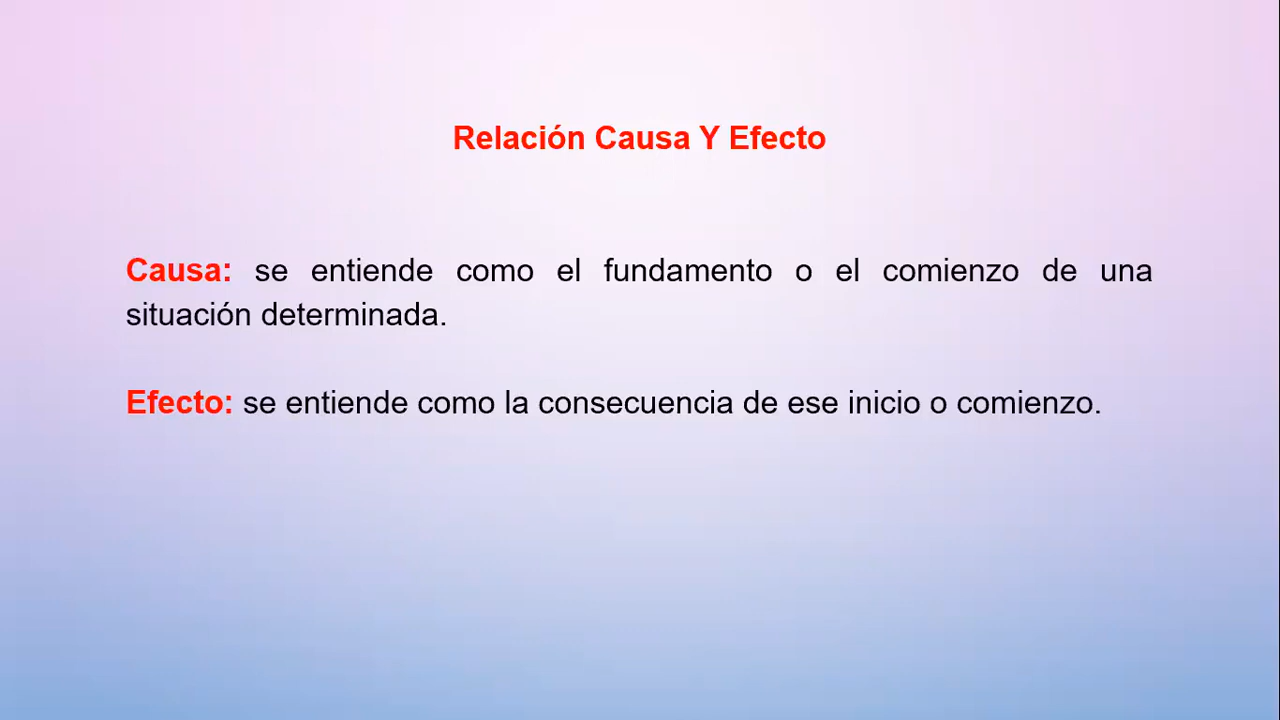 Relación Causa Y Efecto
Causa: se entiende como el fundamento o el comienzo de una
situación determinada.
Efecto: se entiende como la consecuencia de ese inicio o comienzo.